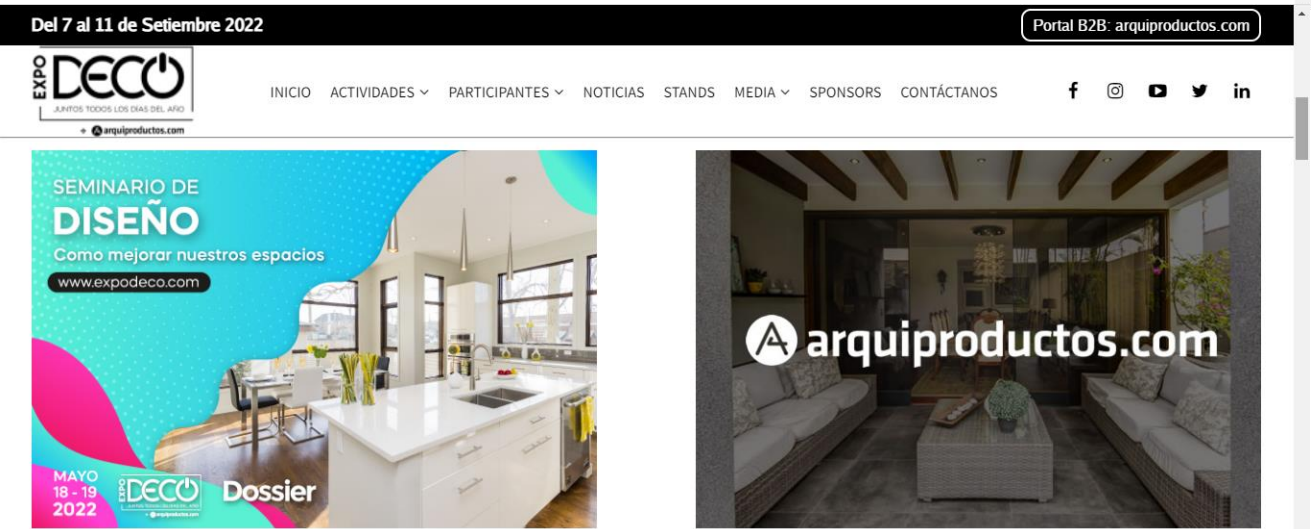 Del 7 al 11 de Setiembre 2022
Portal B2B: arquiproductos.com
EXPO
DECO
JUNTOS TODOS LOS DÍAS DEL AÑO
+ A arquiproductos.com
INICIO ACTIVIDADES PARTICIPANTES NOTICIAS STANDS MEDIA SPONSORS CONTÁCTANOS
SEMINARIO DE
DISEÑO
Como mejorar nuestros espacios
www.expodeco.com
MAYO
18 - 19
2022
EXPO
DECO
Dossier
A arquiproductos.com